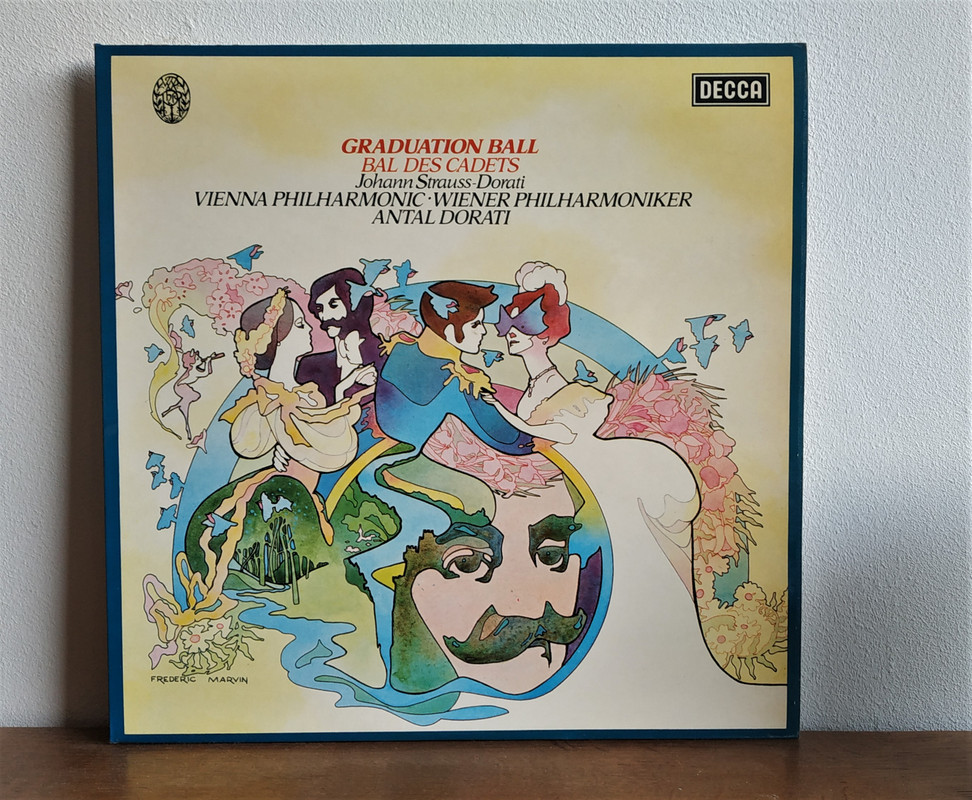 DECCA
GRADUATION BALL
BAL DES CADETS
Johann Strauss-Dorati
VIENNA PHILHARMONIC · WIENER PHILHARMONIKER
ANTAL DORATI
FREDERIC MARVIN